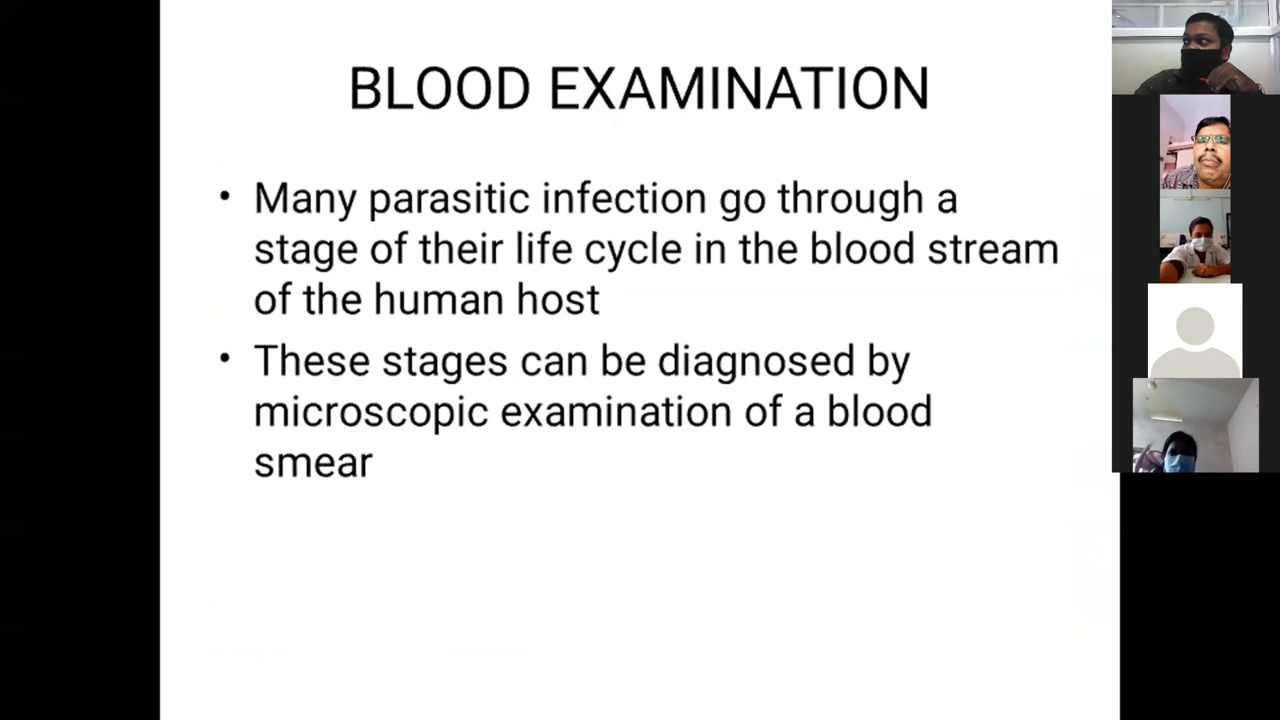 BLOOD EXAMINATION
• Many parasitic infection go through a
stage of their life cycle in the blood stream
of the human host
• These stages can be diagnosed by
microscopic examination of a blood
smear